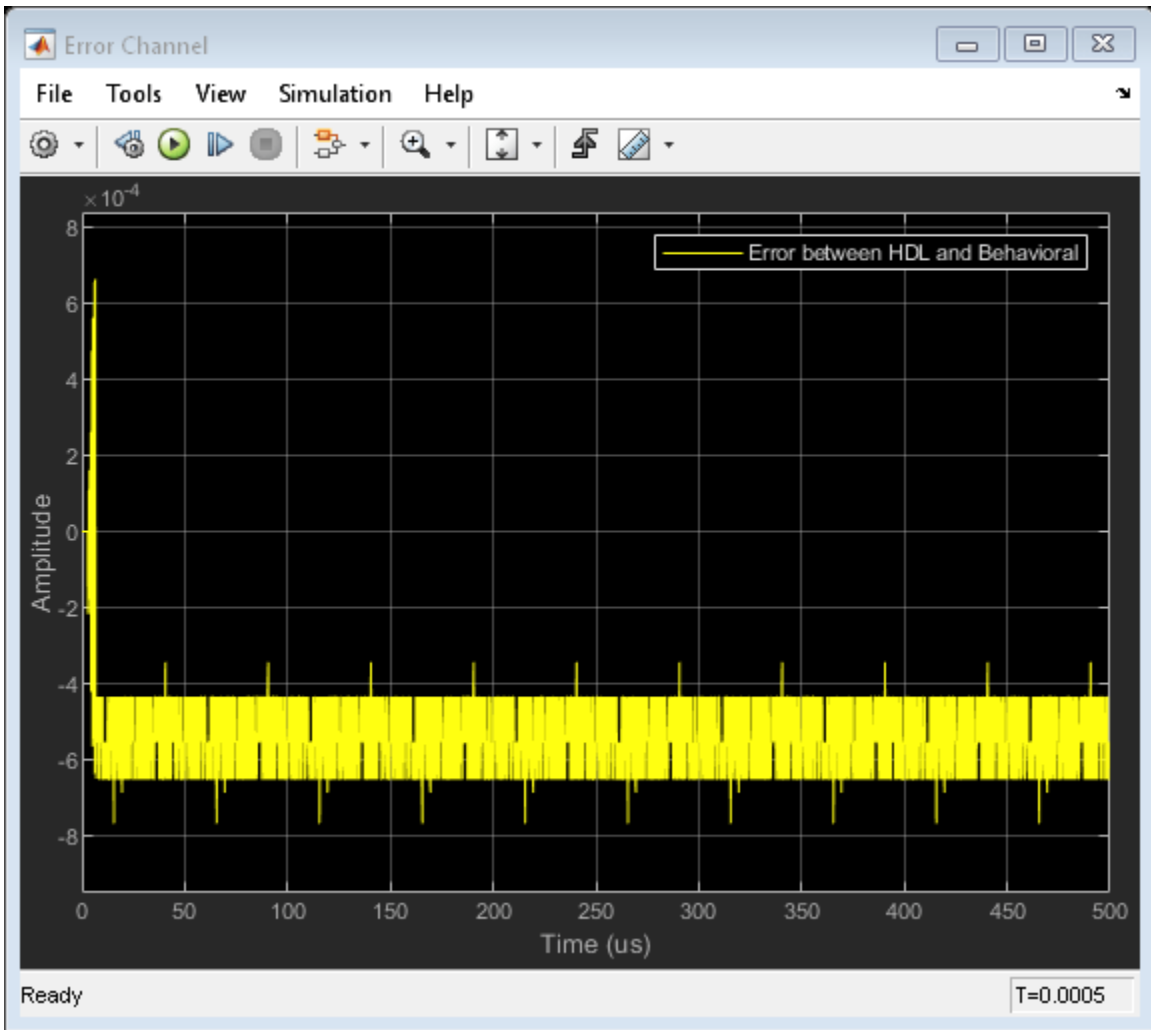 Error Channel
File Tools View Simulation Help
×10⁻⁴
8
6
4
2
0
-2
-4
-6
-8
Amplitude
Error between HDL and Behavioral
0 50 100 150 200 250 300 350 400 450 500
Time (us)
Ready T=0.0005